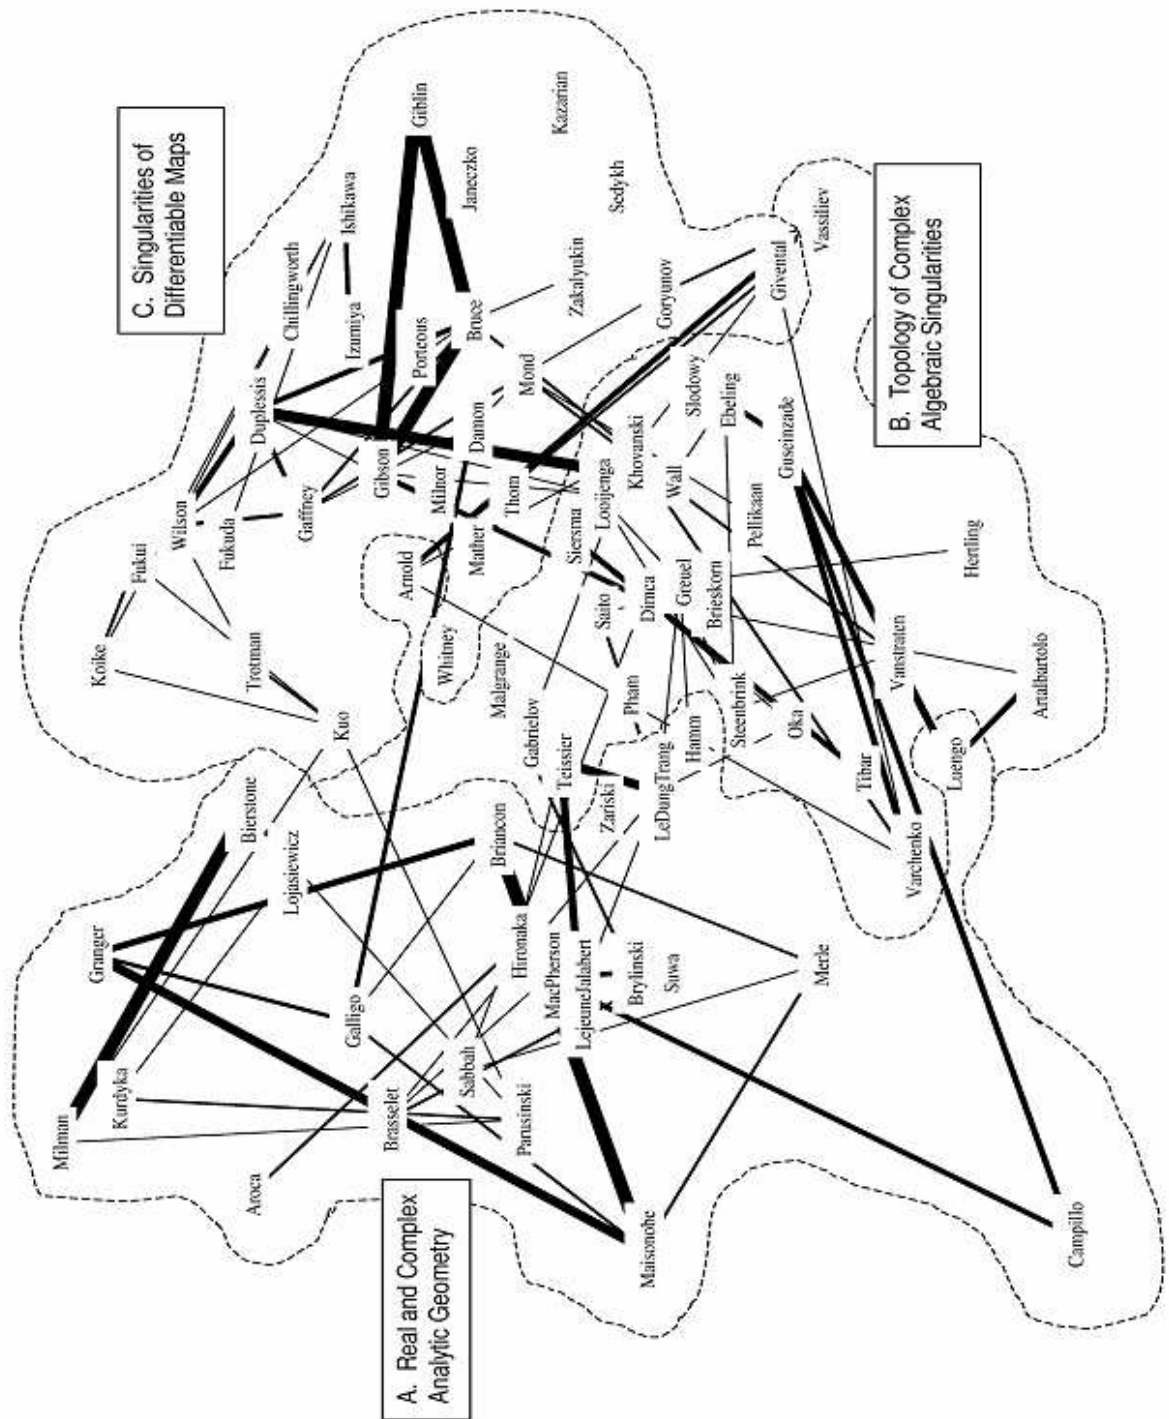 C. Singularities of
Differentiable Maps
Giblin
Kazarian
Janeczko
Sedykh
Ishikawa
Chillingworth
Izumiya
Porteous
Bruce
Zakalyukin
Goryunov
Givental
Vassiliev
B. Topology of Complex
Algebraic Singularities
Duplessis
Mond
Damon
Slodowy
Ebeling
Guseinzade
Gibson
Milnor
Thom
Looijenga
Khovanski
Wall
Pellikaan
Gaffney
Wilson
Fukuda
Fukui
Arnold
Mather
Siersma
Saito
Dimca
Greuel
Brieskorn
Hertling
Koike
Trotman
Kuo
Whitney
Malgrange
Gabrielov
Teissier
Pham
Zariski
LeDungTrang
Hamm
Steenbrink
Oka
Tibar
Vanstraten
Artalbartolo
Luengo
Varchenko
Bierstone
Lojasiewicz
Briancon
Granger
Galligo
Hironaka
MacPherson
LejeuneJalabert
Brylinski
Suwa
Merle
Milman
Kurdyka
Aroca
Brasselet
Sabbah
Parusinski
Maisonobe
Campillo
A. Real and Complex
Analytic Geometry